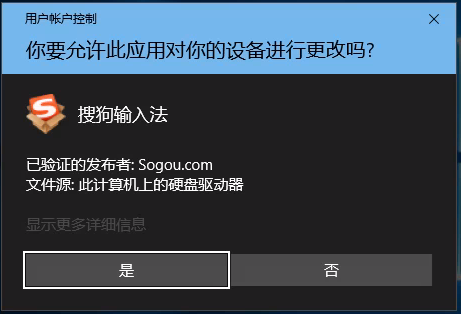 用户帐户控制
你要允许此应用对你的设备进行更改吗?
搜狗输入法
已验证的发布者: Sogou.com
文件源: 此计算机上的硬盘驱动器
显示更多详细信息
是
否